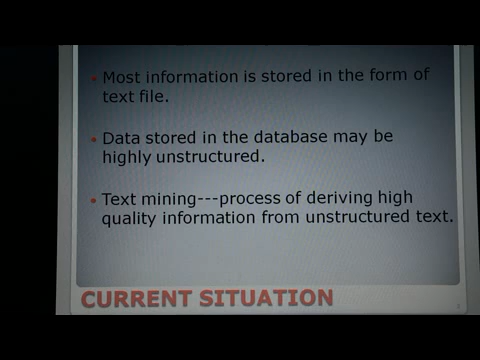 • Most information is stored in the form of
text file.
• Data stored in the database may be
highly unstructured.
• Text mining---process of deriving high
quality information from unstructured text.
CURRENT SITUATION